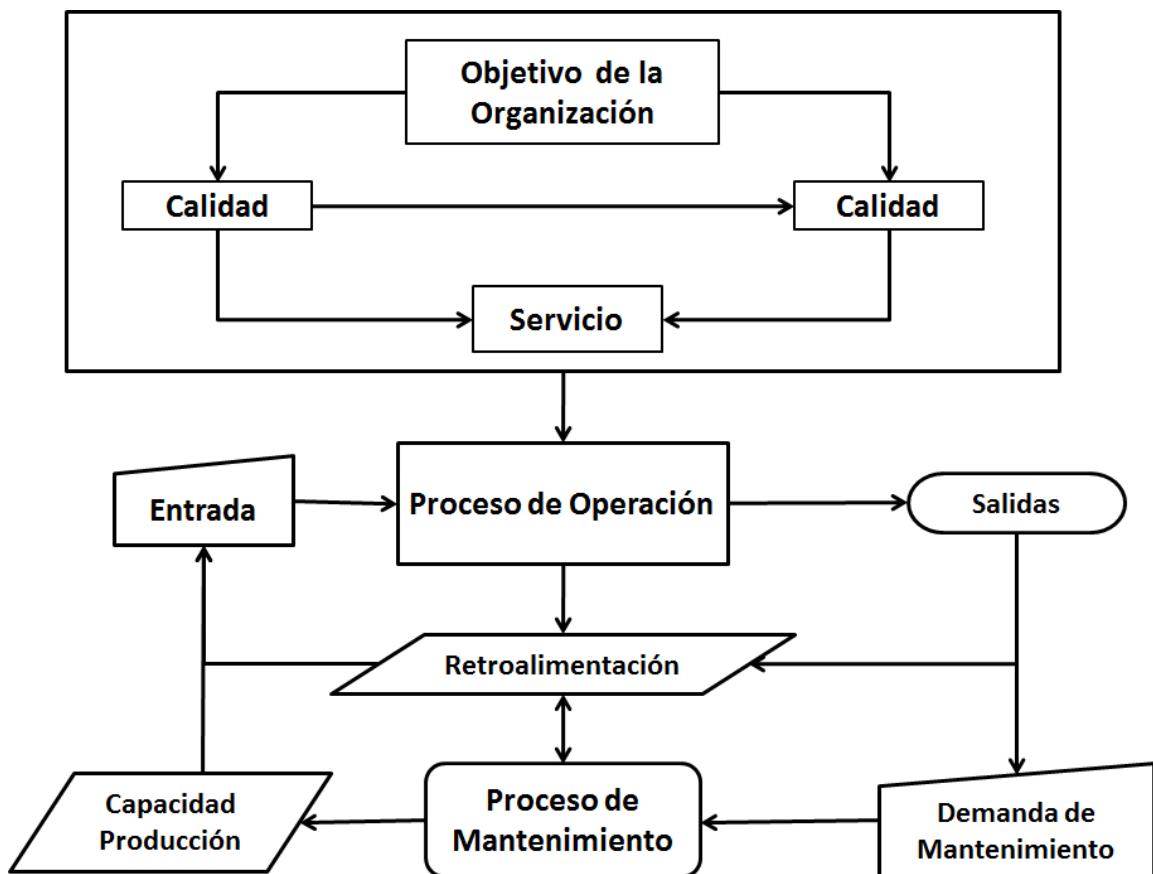 Objetivo de la
Organización
Calidad
Calidad
Servicio
Entrada
Proceso de Operación
Salidas
Retroalimentación
Capacidad
Producción
Proceso de
Mantenimiento
Demanda de
Mantenimiento